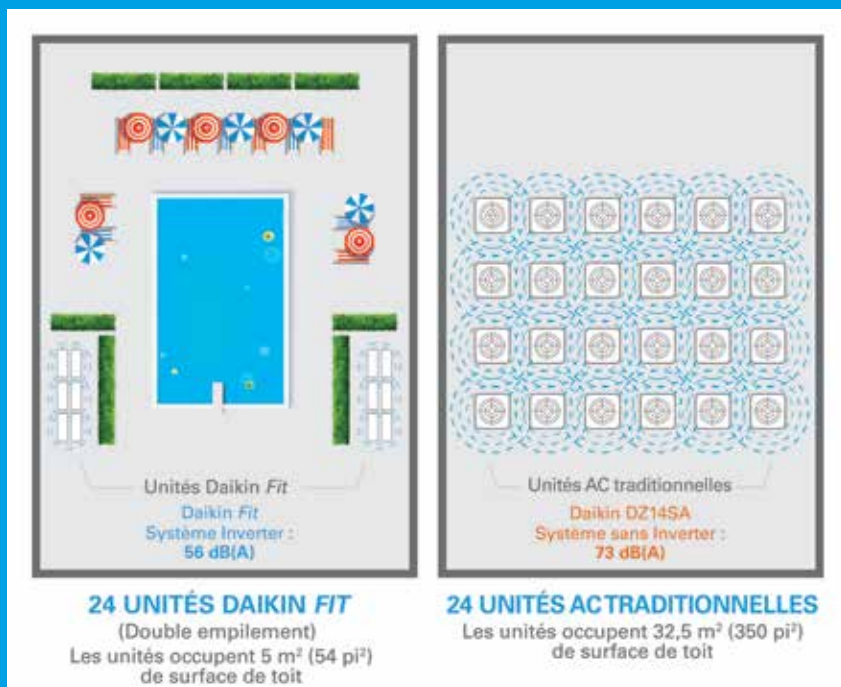 Unités Daikin Fit
Daikin Fit
Système Inverter :
56 dB(A)
24 UNITÉS DAIKIN FIT
(Double empilement)
Les unités occupent 5 m² (54 pi²)
de surface de toit
Unités AC traditionnelles
Daikin DZ14SA
Système sans Inverter :
73 dB(A)
24 UNITÉS AC TRADITIONNELLES
Les unités occupent 32,5 m² (350 pi²)
de surface de toit